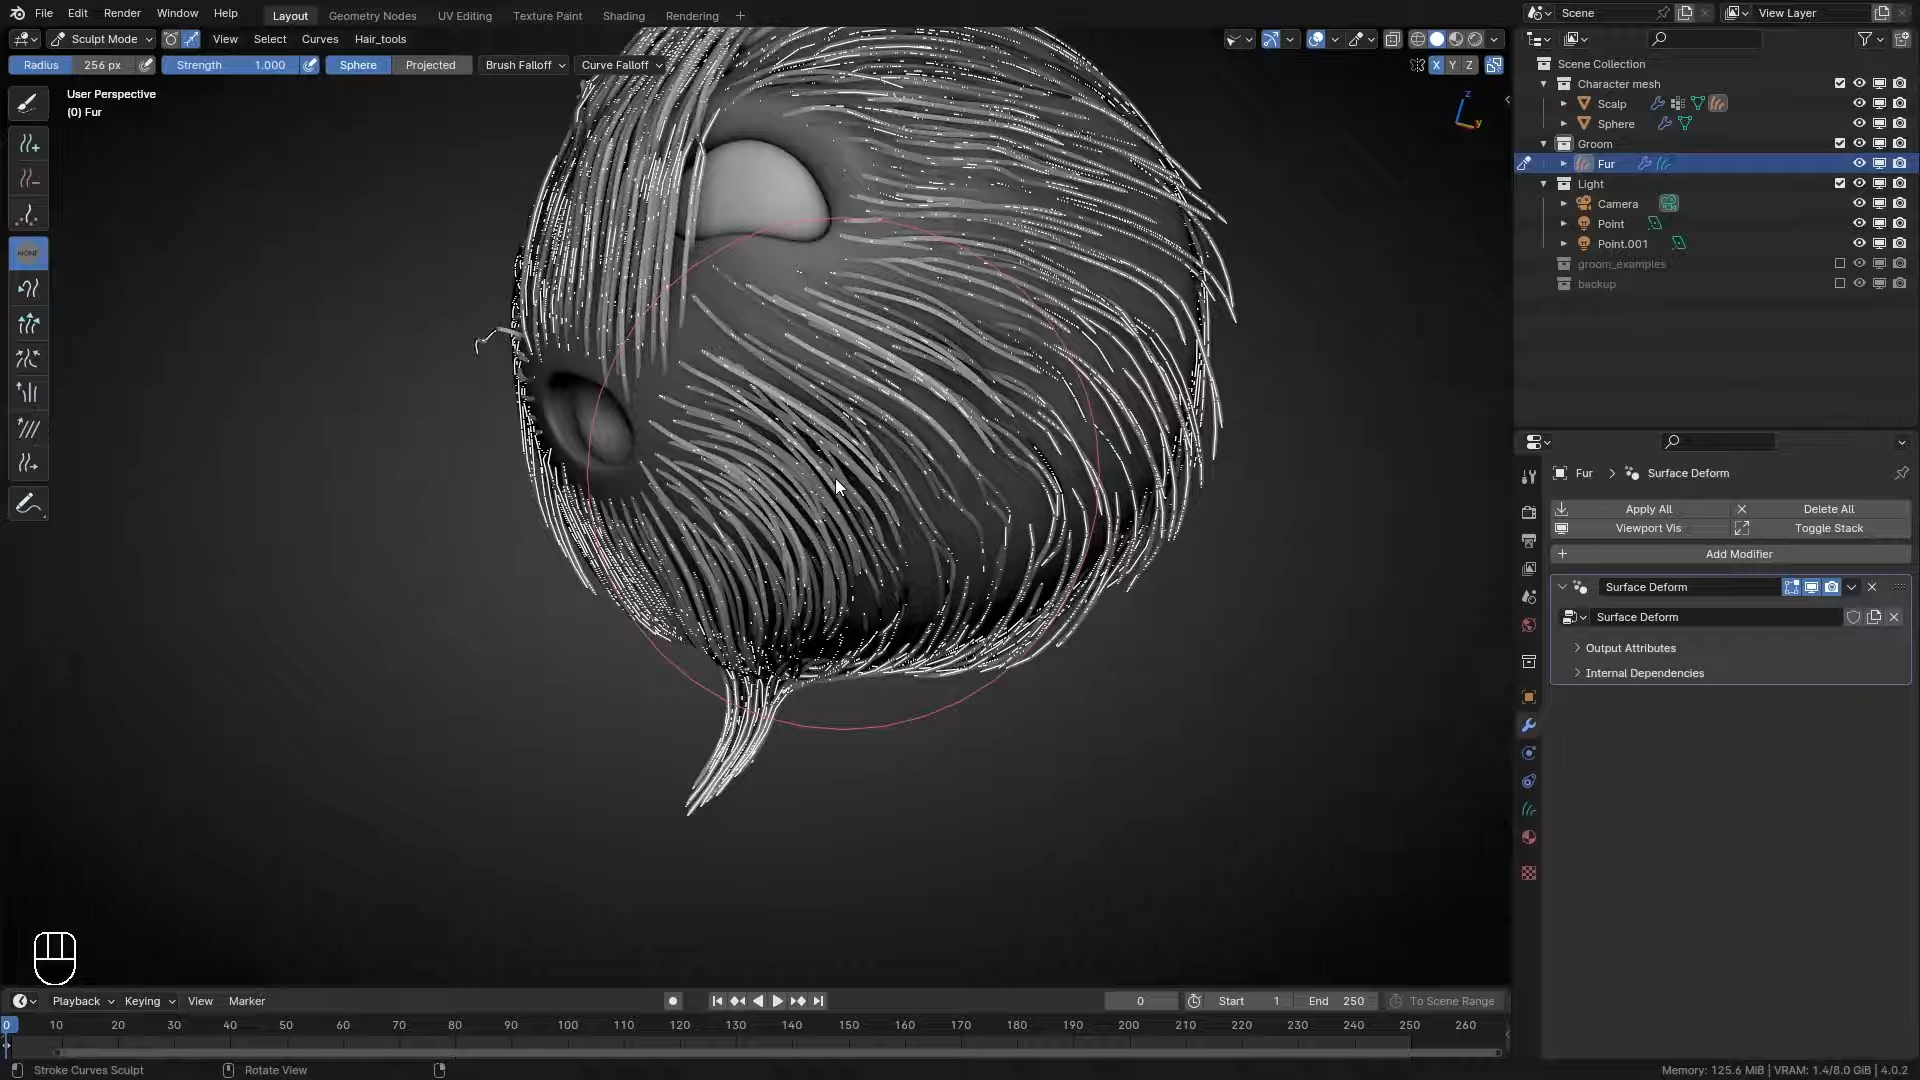 File Edit Render Window Help Layout Geometry Nodes UV Editing Texture Paint Shading Rendering +
Scene View Layer
Sculpt Mode View Select Curves Hair_tools
Radius 256 px Strength 1.000 Sphere Projected Brush Falloff Curve Falloff X Y Z
User Perspective
(0) Fur
Z
Y
NONE
Scene Collection
Character mesh
Scalp
Sphere
Groom
Fur
Light
Camera
Point
Point.001
groom_examples
backup
Fur > Surface Deform
Apply All Delete All
Viewport Vis Toggle Stack
Add Modifier
Surface Deform
Surface Deform
Output Attributes
Internal Dependencies
Playback Keying View Marker 0 Start 1 End 250 To Scene Range
0 10 20 30 40 50 60 70 80 90 100 110 120 130 140 150 160 170 180 190 200 210 220 230 240 250 260
Stroke Curves Sculpt Rotate View Memory: 125.6 MiB | VRAM: 1.4/8.0 GiB | 4.0.2